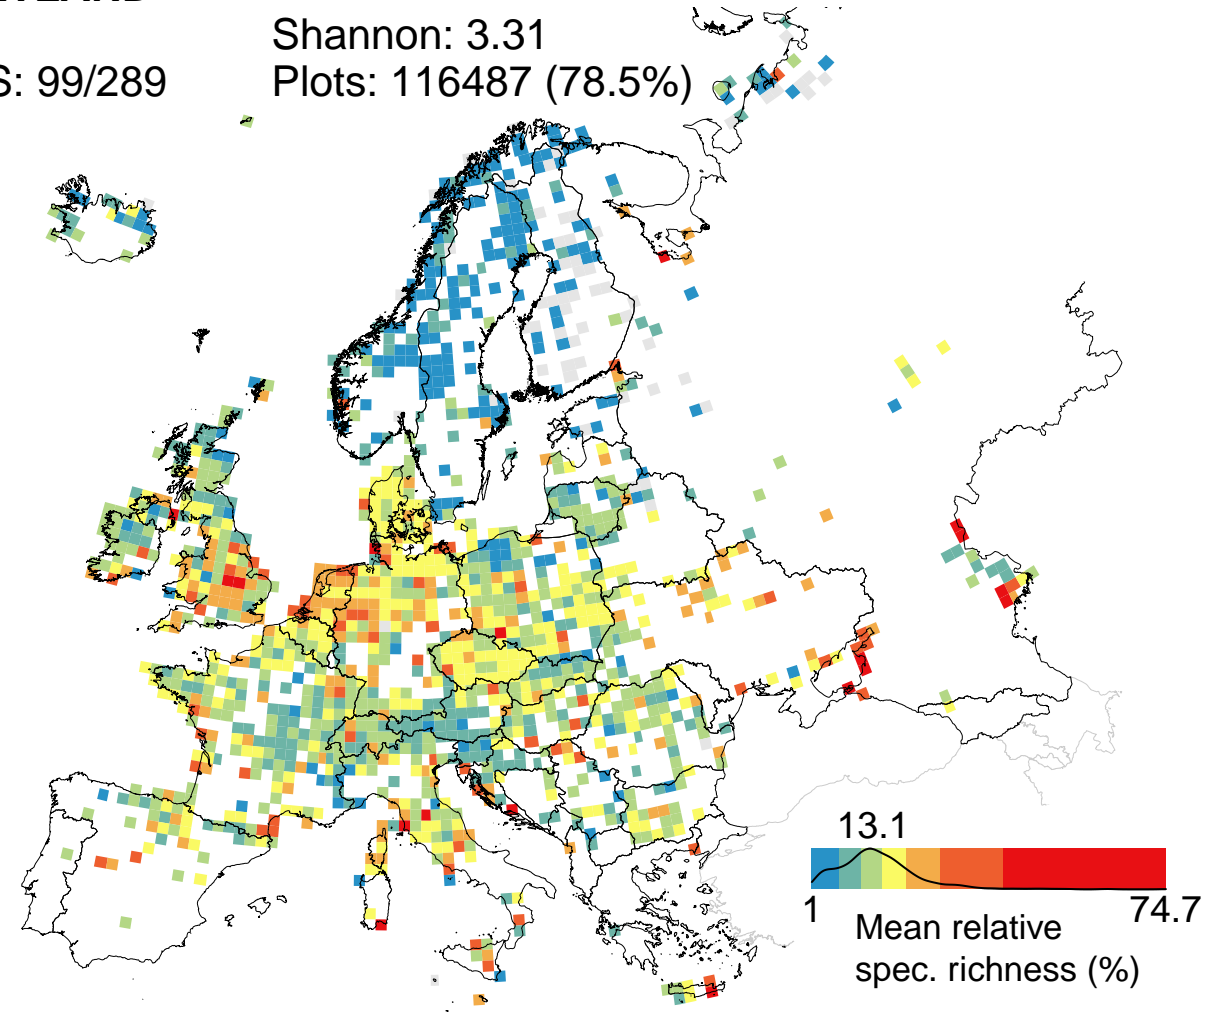 Shannon: 3.31
S: 99/289
Plots: 116487 (78.5%)
13.1
1
74.7
Mean relative
spec. richness (%)